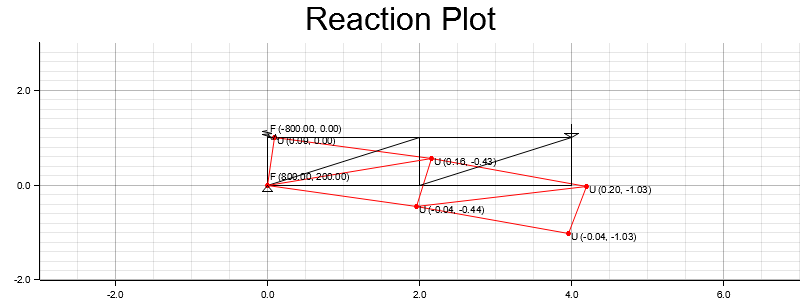 Reaction Plot
2.0
F (-800.00, 0.00)
U (0.09, 0.00)
U (0.16, -0.43)
F (800.00, 200.00)
0.0
U (0.20, -1.03)
U (-0.04, -0.44)
U (-0.04, -1.03)
-2.0
-2.0 0.0 2.0 4.0 6.0